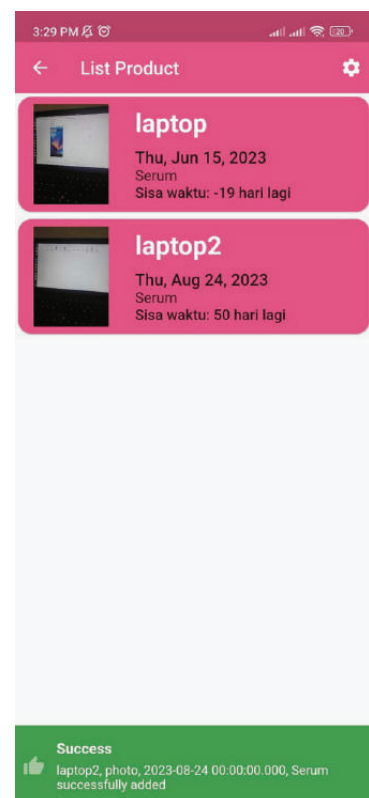 3:29 PM
20
List Product
laptop
Thu, Jun 15, 2023
Serum
Sisa waktu: -19 hari lagi
laptop2
Thu, Aug 24, 2023
Serum
Sisa waktu: 50 hari lagi
Success
laptop2, photo, 2023-08-24 00:00:00.000, Serum
successfully added